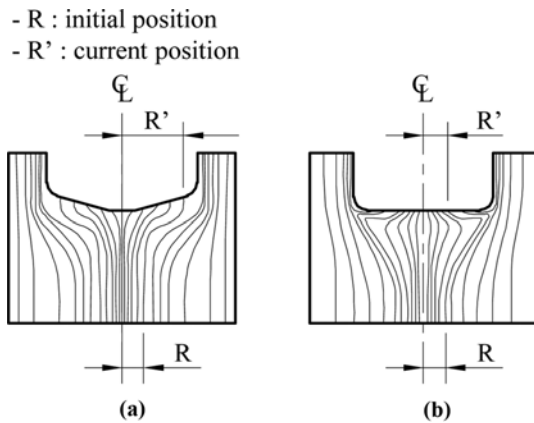 - R : initial position
- R' : current position
℄ ℄
R' R'
R R
(a) (b)